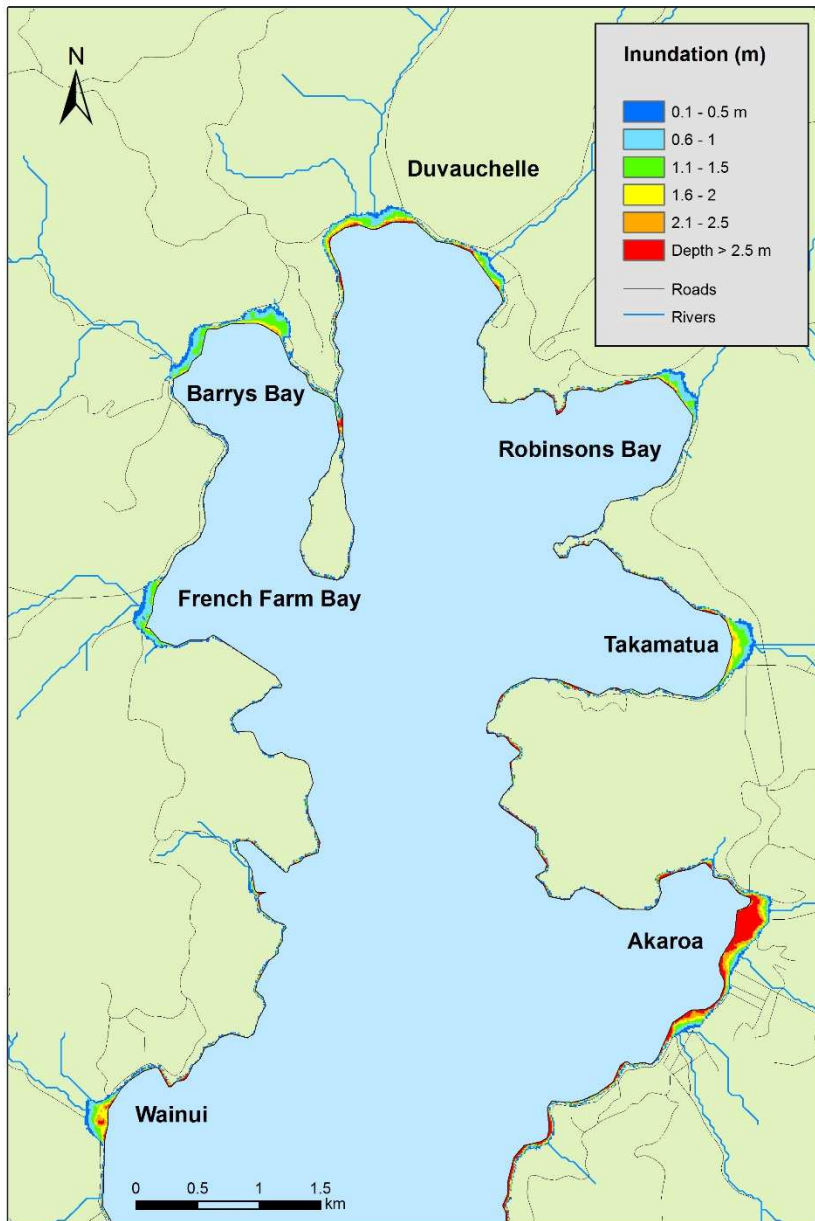 N
Inundation (m)
0.1 - 0.5 m
0.6 - 1
1.1 - 1.5
1.6 - 2
2.1 - 2.5
Depth > 2.5 m
Roads
Rivers
Duvauchelle
Barrys Bay
Robinsons Bay
French Farm Bay
Takamatua
Akaroa
Wainui
0 0.5 1 1.5
km